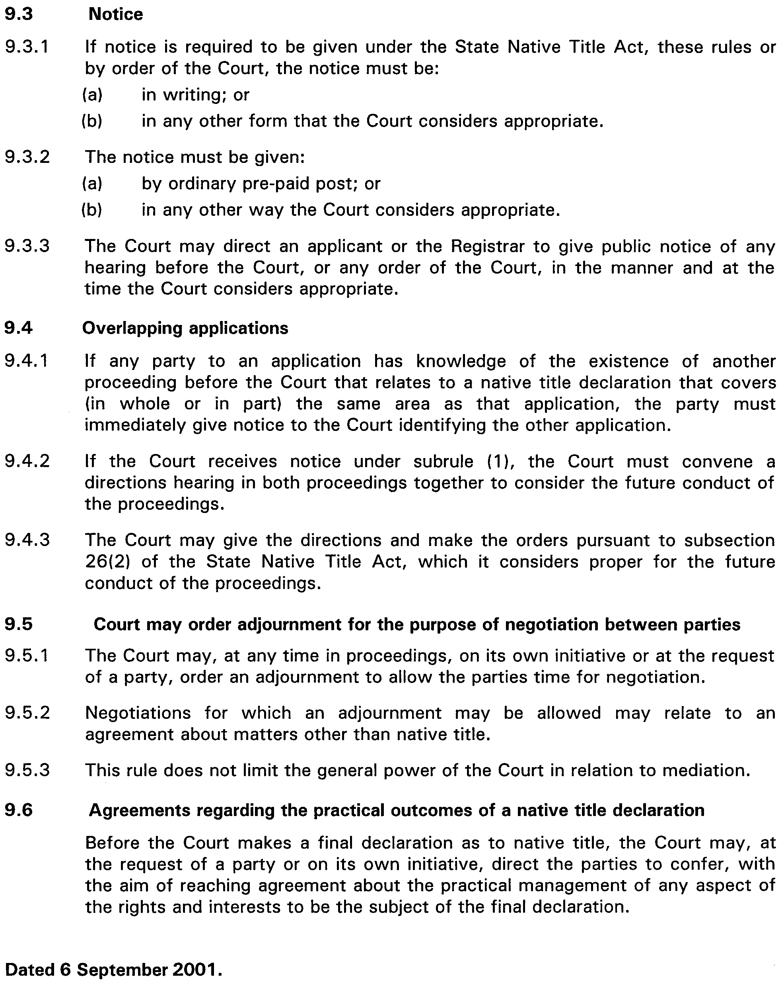 9.3 Notice
9.3.1 If notice is required to be given under the State Native Title Act, these rules or
by order of the Court, the notice must be:
(a) in writing; or
(b) in any other form that the Court considers appropriate.
9.3.2 The notice must be given:
(a) by ordinary pre-paid post; or
(b) in any other way the Court considers appropriate.
9.3.3 The Court may direct an applicant or the Registrar to give public notice of any
hearing before the Court, or any order of the Court, in the manner and at the
time the Court considers appropriate.
9.4 Overlapping applications
9.4.1 If any party to an application has knowledge of the existence of another
proceeding before the Court that relates to a native title declaration that covers
(in whole or in part) the same area as that application, the party must
immediately give notice to the Court identifying the other application.
9.4.2 If the Court receives notice under subrule (1), the Court must convene a
directions hearing in both proceedings together to consider the future conduct of
the proceedings.
9.4.3 The Court may give the directions and make the orders pursuant to subsection
26(2) of the State Native Title Act, which it considers proper for the future
conduct of the proceedings.
9.5 Court may order adjournment for the purpose of negotiation between parties
9.5.1 The Court may, at any time in proceedings, on its own initiative or at the request
of a party, order an adjournment to allow the parties time for negotiation.
9.5.2 Negotiations for which an adjournment may be allowed may relate to an
agreement about matters other than native title.
9.5.3 This rule does not limit the general power of the Court in relation to mediation.
9.6 Agreements regarding the practical outcomes of a native title declaration
Before the Court makes a final declaration as to native title, the Court may, at
the request of a party or on its own initiative, direct the parties to confer, with
the aim of reaching agreement about the practical management of any aspect of
the rights and interests to be the subject of the final declaration.
Dated 6 September 2001.